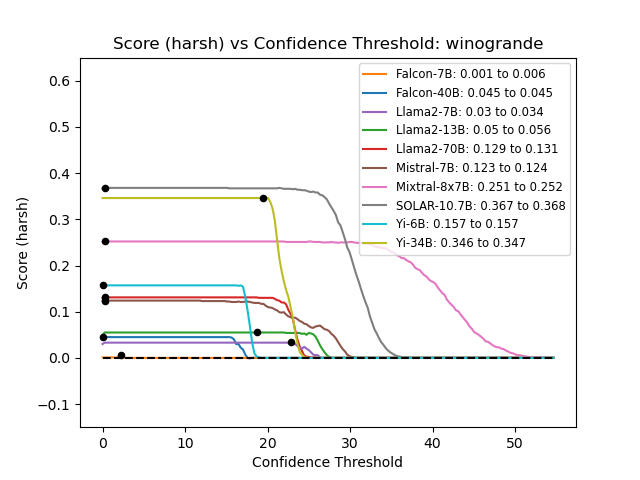 Score (harsh) vs Confidence Threshold: winogrande
Score (harsh)
0.6
0.5
0.4
0.3
0.2
0.1
0.0
−0.1
Falcon-7B: 0.001 to 0.006
Falcon-40B: 0.045 to 0.045
Llama2-7B: 0.03 to 0.034
Llama2-13B: 0.05 to 0.056
Llama2-70B: 0.129 to 0.131
Mistral-7B: 0.123 to 0.124
Mixtral-8x7B: 0.251 to 0.252
SOLAR-10.7B: 0.367 to 0.368
Yi-6B: 0.157 to 0.157
Yi-34B: 0.346 to 0.347
0 10 20 30 40 50
Confidence Threshold